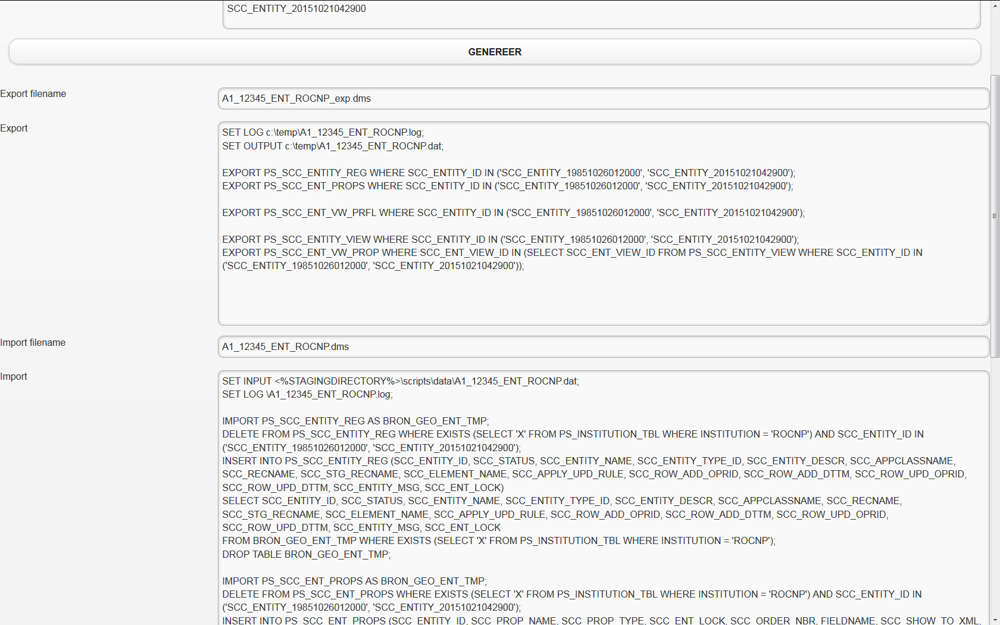 SCC_ENTITY_20151021042900
GENEREER
Export filename
A1_12345_ENT_ROCNP_exp.dms
Export
SET LOG c:\temp\A1_12345_ENT_ROCNP.log;
SET OUTPUT c:\temp\A1_12345_ENT_ROCNP.dat;
EXPORT PS_SCC_ENTITY_REG WHERE SCC_ENTITY_ID IN ('SCC_ENTITY_19851026012000', 'SCC_ENTITY_20151021042900');
EXPORT PS_SCC_ENT_PROPS WHERE SCC_ENTITY_ID IN ('SCC_ENTITY_19851026012000', 'SCC_ENTITY_20151021042900');
EXPORT PS_SCC_ENT_VW_PRFL WHERE SCC_ENTITY_ID IN ('SCC_ENTITY_19851026012000', 'SCC_ENTITY_20151021042900');
EXPORT PS_SCC_ENTITY_VIEW WHERE SCC_ENTITY_ID IN ('SCC_ENTITY_19851026012000', 'SCC_ENTITY_20151021042900');
EXPORT PS_SCC_ENT_VW_PROP WHERE SCC_ENT_VIEW_ID IN (SELECT SCC_ENT_VIEW_ID FROM PS_SCC_ENTITY_VIEW WHERE SCC_ENTITY_ID IN
('SCC_ENTITY_19851026012000', 'SCC_ENTITY_20151021042900'));
Import filename
A1_12345_ENT_ROCNP.dms
Import
SET INPUT <%STAGINGDIRECTORY%>\scripts\data\A1_12345_ENT_ROCNP.dat;
SET LOG \A1_12345_ENT_ROCNP.log;
IMPORT PS_SCC_ENTITY_REG AS BRON_GEO_ENT_TMP;
DELETE FROM PS_SCC_ENTITY_REG WHERE EXISTS (SELECT 'X' FROM PS_INSTITUTION_TBL WHERE INSTITUTION = 'ROCNP') AND SCC_ENTITY_ID IN
('SCC_ENTITY_19851026012000', 'SCC_ENTITY_20151021042900');
INSERT INTO PS_SCC_ENTITY_REG (SCC_ENTITY_ID, SCC_STATUS, SCC_ENTITY_NAME, SCC_ENTITY_TYPE_ID, SCC_ENTITY_DESCR, SCC_APPCLASSNAME,
SCC_RECNAME, SCC_STG_RECNAME, SCC_ELEMENT_NAME, SCC_APPLY_UPD_RULE, SCC_ROW_ADD_OPRID, SCC_ROW_ADD_DTTM, SCC_ROW_UPD_OPRID,
SCC_ROW_UPD_DTTM, SCC_ENTITY_MSG, SCC_ENT_LOCK)
SELECT SCC_ENTITY_ID, SCC_STATUS, SCC_ENTITY_NAME, SCC_ENTITY_TYPE_ID, SCC_ENTITY_DESCR, SCC_APPCLASSNAME, SCC_RECNAME,
SCC_STG_RECNAME, SCC_ELEMENT_NAME, SCC_APPLY_UPD_RULE, SCC_ROW_ADD_OPRID, SCC_ROW_ADD_DTTM, SCC_ROW_UPD_OPRID,
SCC_ROW_UPD_DTTM, SCC_ENTITY_MSG, SCC_ENT_LOCK
FROM BRON_GEO_ENT_TMP WHERE EXISTS (SELECT 'X' FROM PS_INSTITUTION_TBL WHERE INSTITUTION = 'ROCNP');
DROP TABLE BRON_GEO_ENT_TMP;
IMPORT PS_SCC_ENT_PROPS AS BRON_GEO_ENT_TMP;
DELETE FROM PS_SCC_ENT_PROPS WHERE EXISTS (SELECT 'X' FROM PS_INSTITUTION_TBL WHERE INSTITUTION = 'ROCNP') AND SCC_ENTITY_ID IN
('SCC_ENTITY_19851026012000', 'SCC_ENTITY_20151021042900');
INSERT INTO PS_SCC_ENT_PROPS (SCC_ENTITY_ID, SCC_PROP_NAME, SCC_PROP_TYPE, SCC_ENT_LOCK, SCC_ORDER_NBR, FIELDNAME, SCC_SHOW_TO_XML,